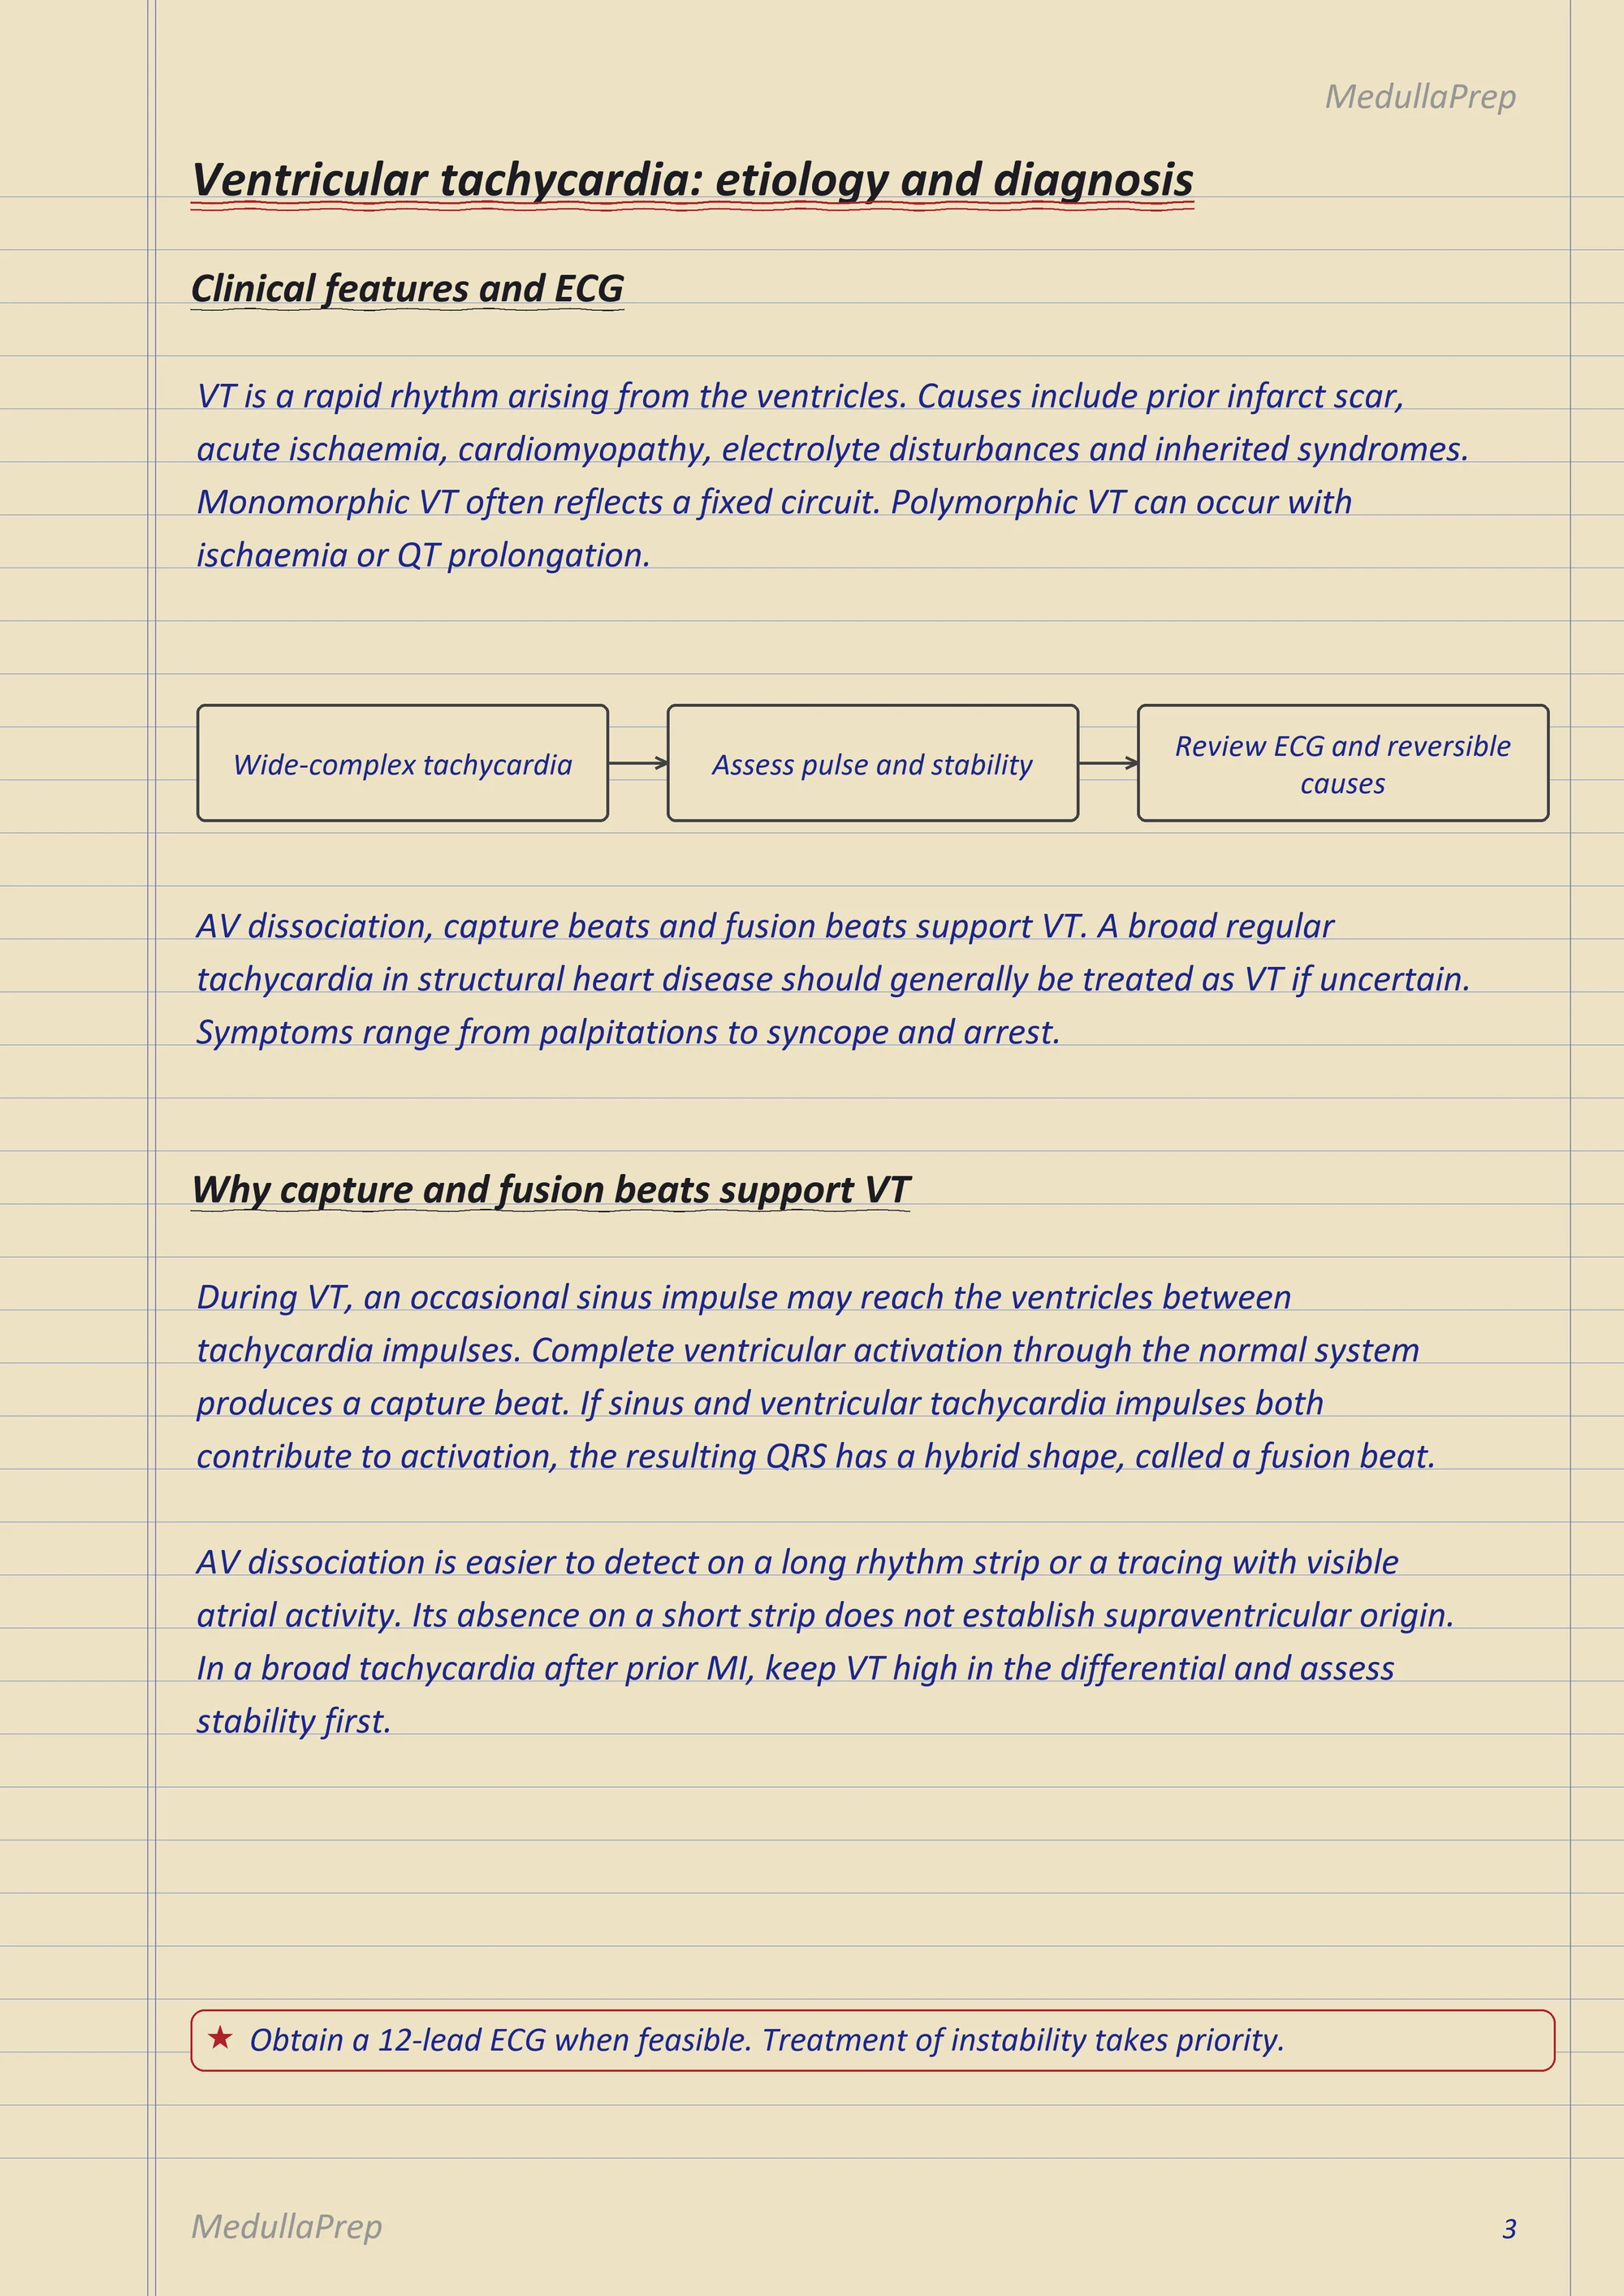 MedullaPrep
Ventricular tachycardia: etiology and diagnosis
Clinical features and ECG
VT is a rapid rhythm arising from the ventricles. Causes include prior infarct scar,
acute ischaemia, cardiomyopathy, electrolyte disturbances and inherited syndromes.
Monomorphic VT often reflects a fixed circuit. Polymorphic VT can occur with
ischaemia or QT prolongation.
Wide-complex tachycardia
Assess pulse and stability
Review ECG and reversible
causes
AV dissociation, capture beats and fusion beats support VT. A broad regular
tachycardia in structural heart disease should generally be treated as VT if uncertain.
Symptoms range from palpitations to syncope and arrest.
Why capture and fusion beats support VT
During VT, an occasional sinus impulse may reach the ventricles between
tachycardia impulses. Complete ventricular activation through the normal system
produces a capture beat. If sinus and ventricular tachycardia impulses both
contribute to activation, the resulting QRS has a hybrid shape, called a fusion beat.
AV dissociation is easier to detect on a long rhythm strip or a tracing with visible
atrial activity. Its absence on a short strip does not establish supraventricular origin.
In a broad tachycardia after prior MI, keep VT high in the differential and assess
stability first.
★ Obtain a 12-lead ECG when feasible. Treatment of instability takes priority.
MedullaPrep
3